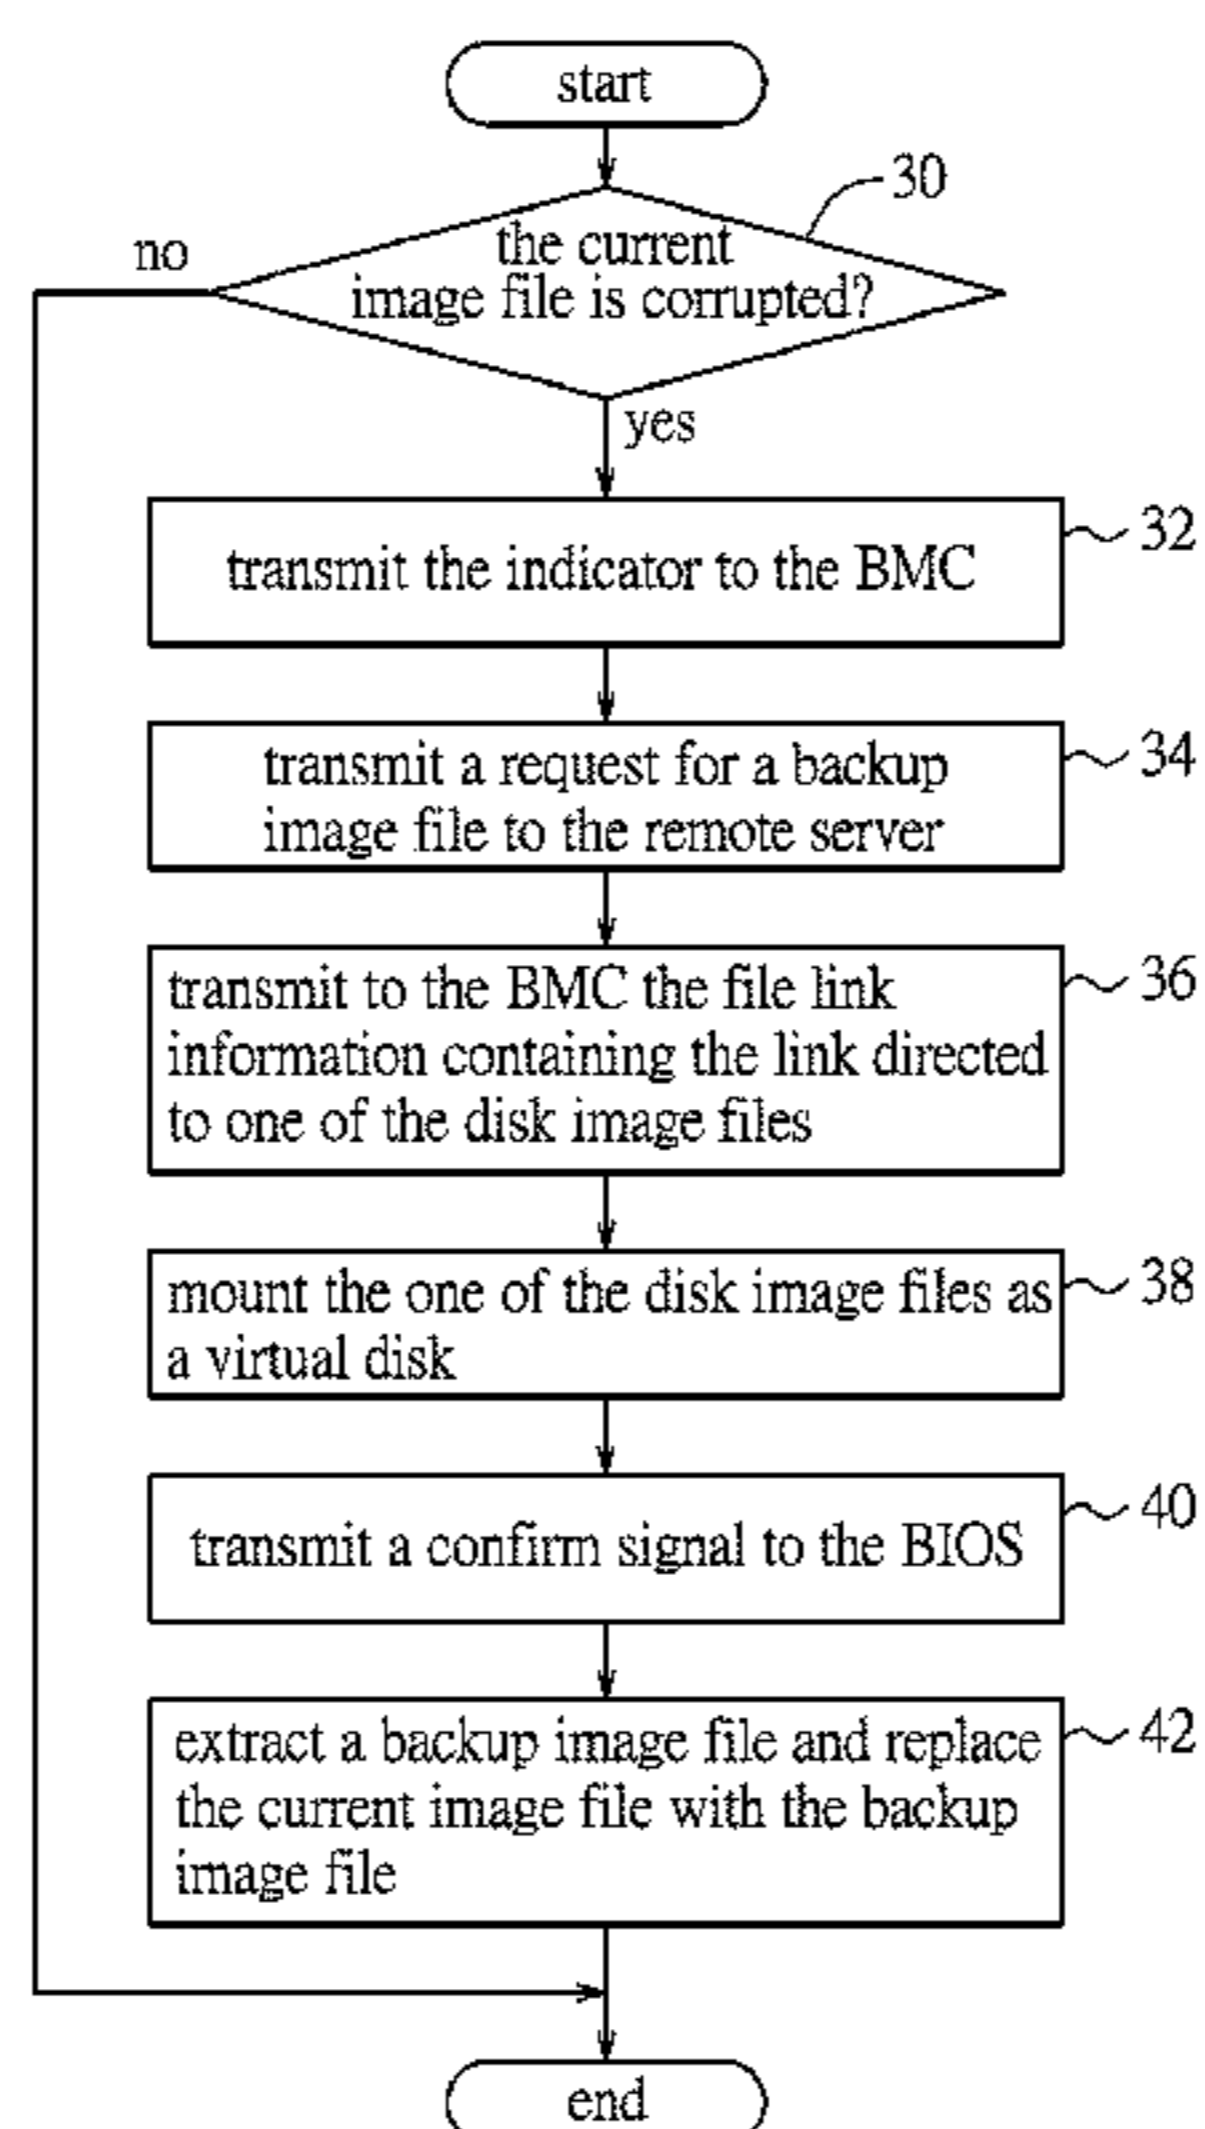 start
30
no
the current
image file is corrupted?
yes
32
transmit the indicator to the BMC
34
transmit a request for a backup
image file to the remote server
36
transmit to the BMC the file link
information containing the link directed
to one of the disk image files
38
mount the one of the disk image files as
a virtual disk
40
transmit a confirm signal to the BIOS
42
extract a backup image file and replace
the current image file with the backup
image file
end